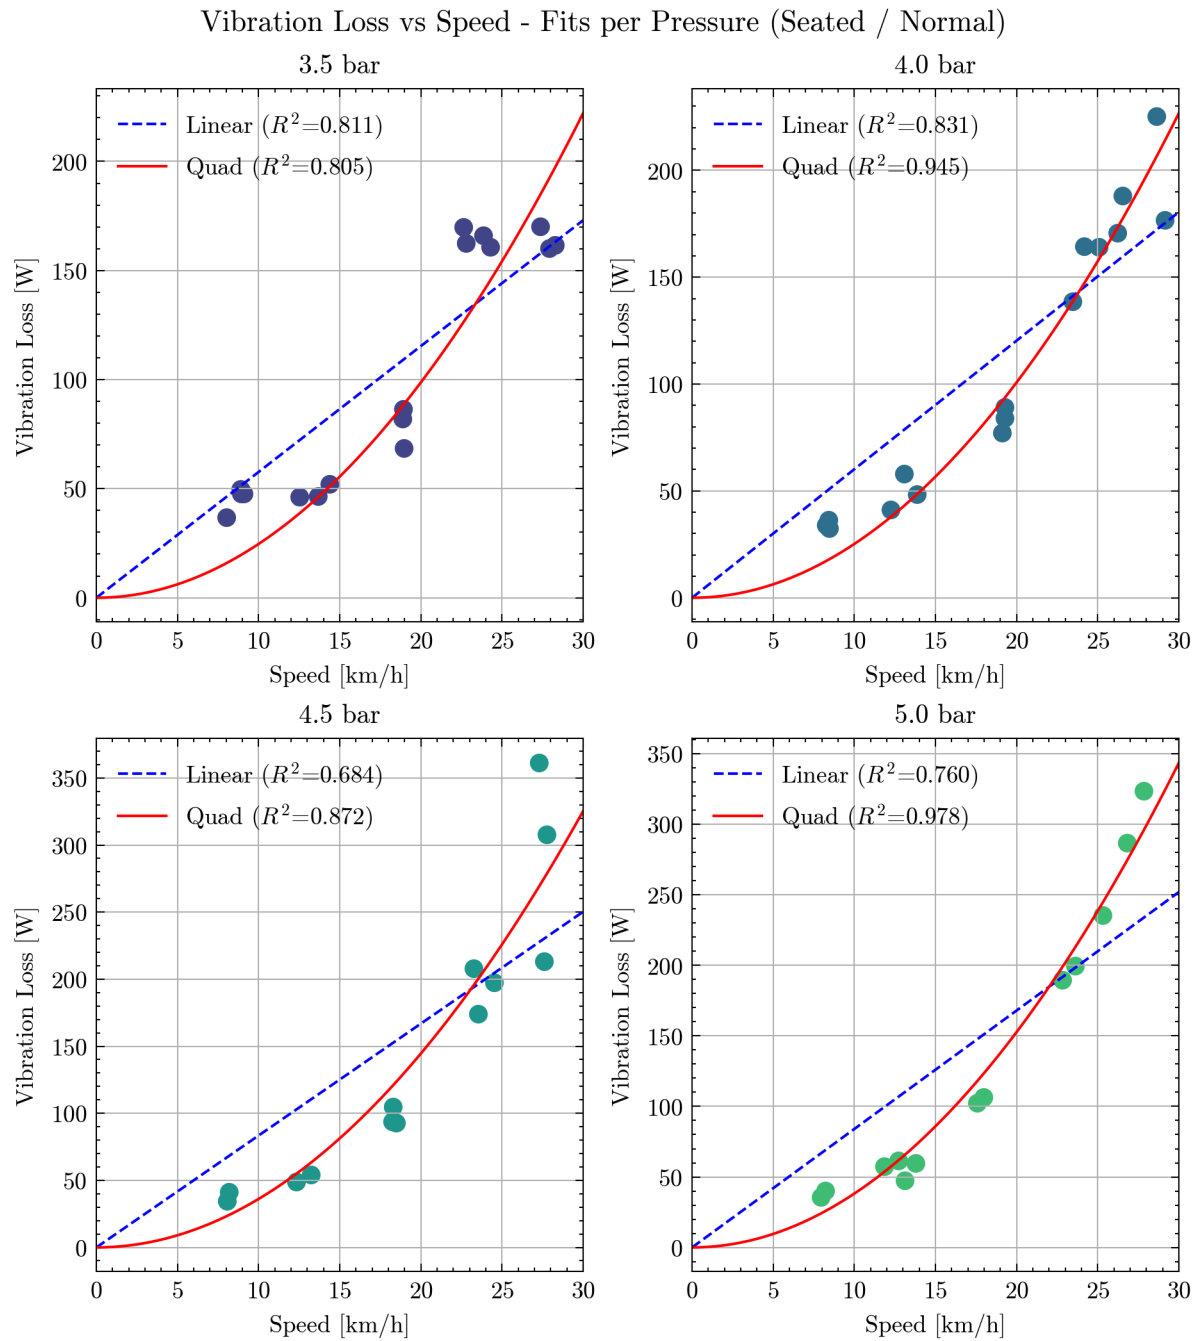 Vibration Loss vs Speed - Fits per Pressure (Seated / Normal)
3.5 bar
Linear (R²=0.811)
Quad (R²=0.805)
Vibration Loss [W]
200
150
100
50
0
0 5 10 15 20 25 30
Speed [km/h]
4.0 bar
Linear (R²=0.831)
Quad (R²=0.945)
Vibration Loss [W]
200
150
100
50
0
0 5 10 15 20 25 30
Speed [km/h]
4.5 bar
Linear (R²=0.684)
Quad (R²=0.872)
Vibration Loss [W]
350
300
250
200
150
100
50
0
0 5 10 15 20 25 30
Speed [km/h]
5.0 bar
Linear (R²=0.760)
Quad (R²=0.978)
Vibration Loss [W]
350
300
250
200
150
100
50
0
0 5 10 15 20 25 30
Speed [km/h]